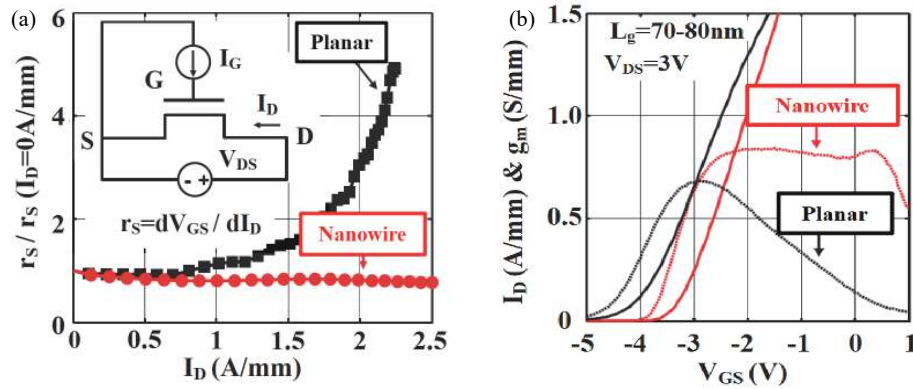 (a)
r_S / r_S (I_D=0A/mm)
6
4
2
0
0
0.5
1
1.5
2
2.5
I_D (A/mm)
Planar
Nanowire
I_G
G
I_D
S
D
V_DS
- +
r_S=dV_GS / dI_D
(b)
I_D (A/mm) & g_m (S/mm)
1.5
1.0
0.5
0
-5
-4
-3
-2
-1
0
1
V_GS (V)
L_g=70-80nm
V_DS=3V
Nanowire
Planar